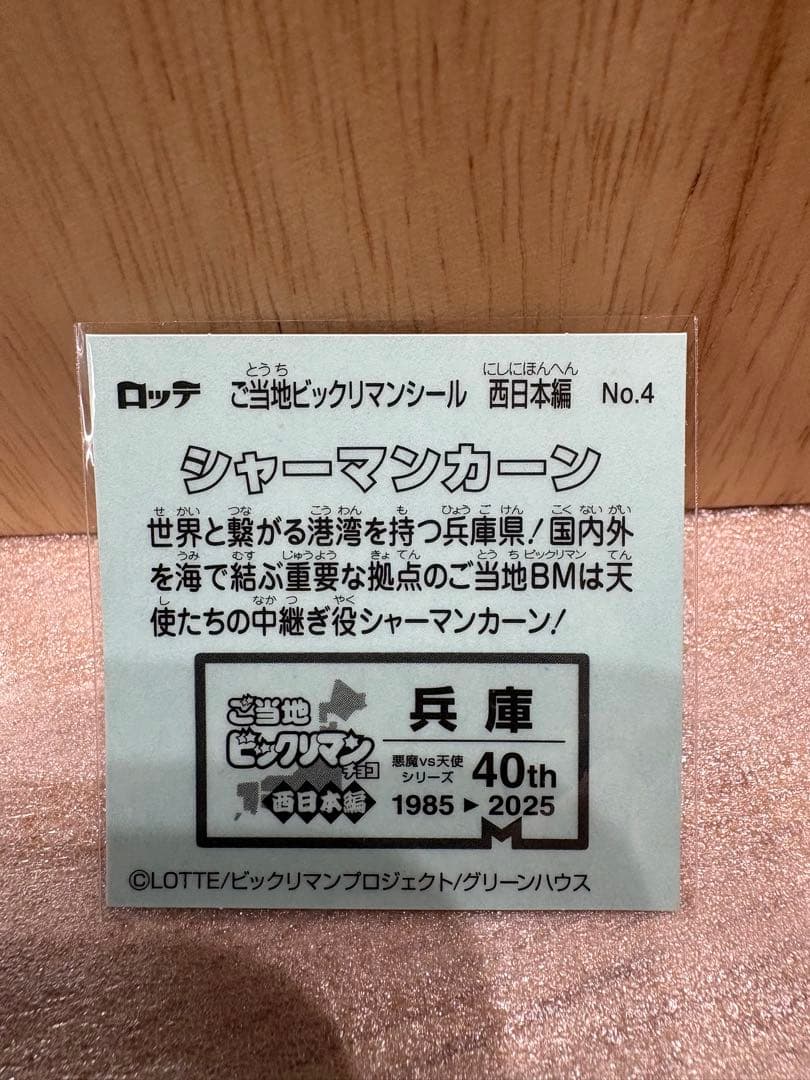 ロッテ ご当地ビックリマンシール 西日本編 No.4
とうち にしにほんへん
シャーマンカーン
せ かい つな こう わん も ひょう ご けん こく ない がい
世界と繋がる港湾を持つ兵庫県!国内外
うみ むす じゅうよう きょ てん とう ち ビックリマン てん
を海で結ぶ重要な拠点のご当地BMは天
し なか つ やく
使たちの中継ぎ役シャーマンカーン!
ご当地
ビックリマン
チョコ
西日本編
兵庫
悪魔vs天使
シリーズ 40th
1985 ▶ 2025
©LOTTE/ビックリマンプロジェクト/グリーンハウス